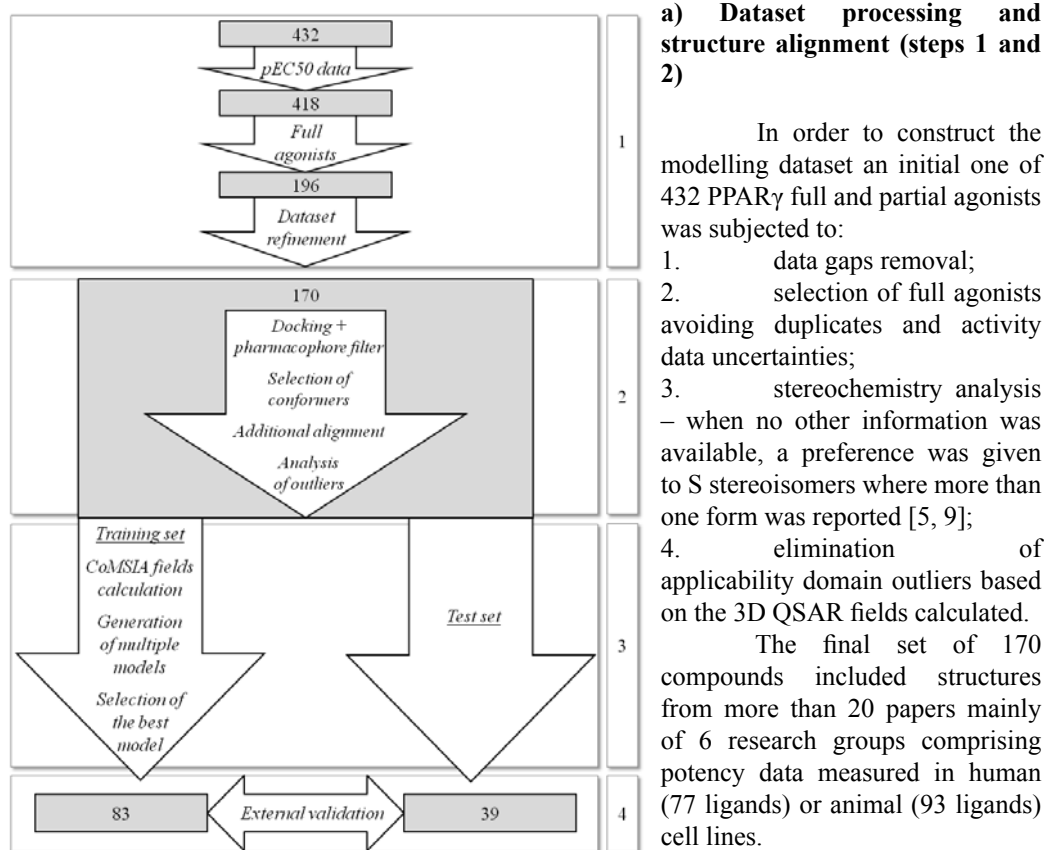 432
pEC50 data
418
Full
agonists
196
Dataset
refinement
1
170
Docking +
pharmacophore filter
Selection of
conformers
Additional alignment
Analysis
of outliers
2
Training set
CoMSIA fields
calculation
Generation
of multiple
models
Selection of
the best
model
Test set
3
83
External validation
39
4
a) Dataset processing and
structure alignment (steps 1 and
2)
In order to construct the
modelling dataset an initial one of
432 PPARγ full and partial agonists
was subjected to:
1. data gaps removal;
2. selection of full agonists
avoiding duplicates and activity
data uncertainties;
3. stereochemistry analysis
– when no other information was
available, a preference was given
to S stereoisomers where more than
one form was reported [5, 9];
4. elimination of
applicability domain outliers based
on the 3D QSAR fields calculated.
The final set of 170
compounds included structures
from more than 20 papers mainly
of 6 research groups comprising
potency data measured in human
(77 ligands) or animal (93 ligands)
cell lines.